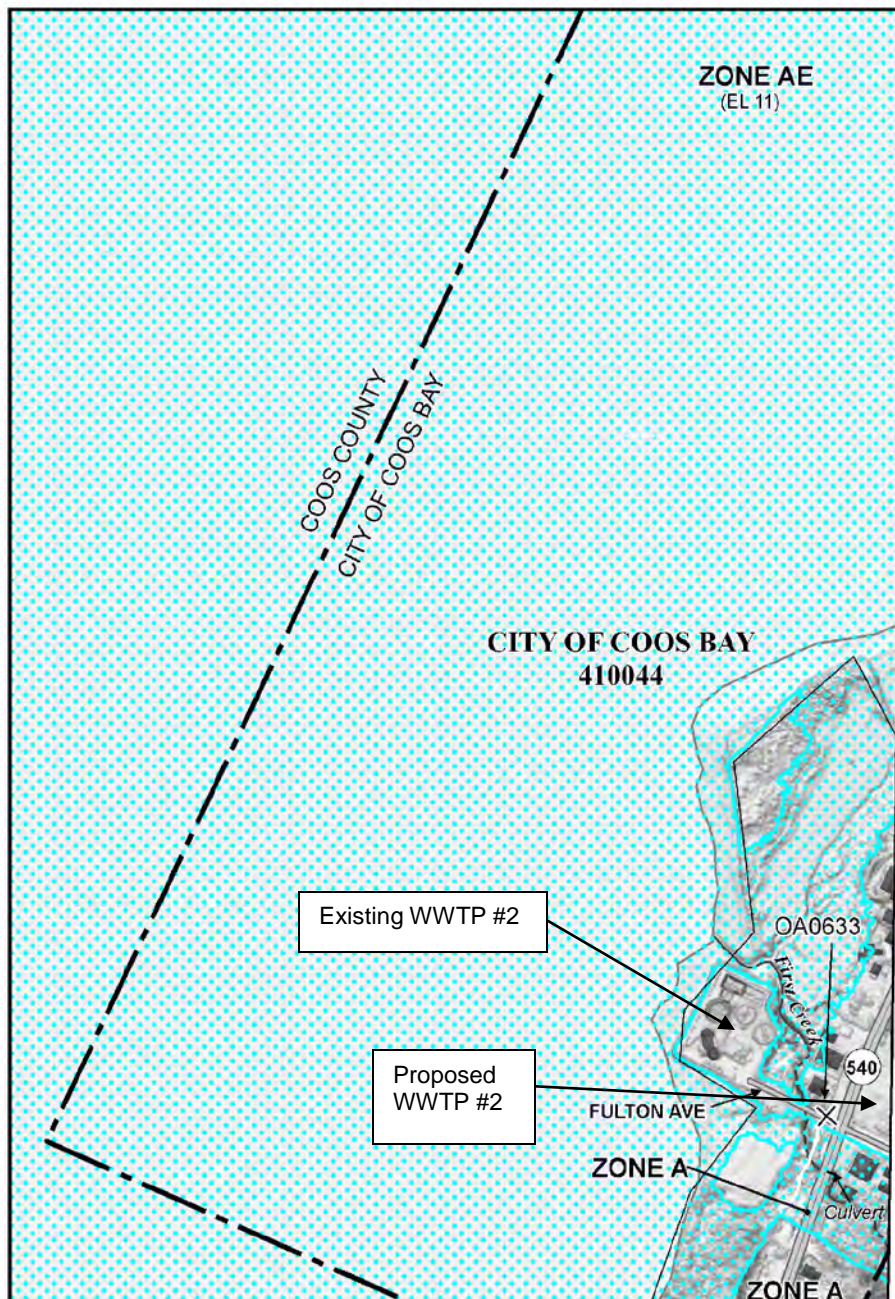 ZONE AE
(EL 11)
COOS COUNTY
CITY OF COOS BAY
CITY OF COOS BAY
410044
Existing WWTP #2
OA0633
First Creek
540
Proposed
WWTP #2
FULTON AVE
ZONE A
Culvert
ZONE A